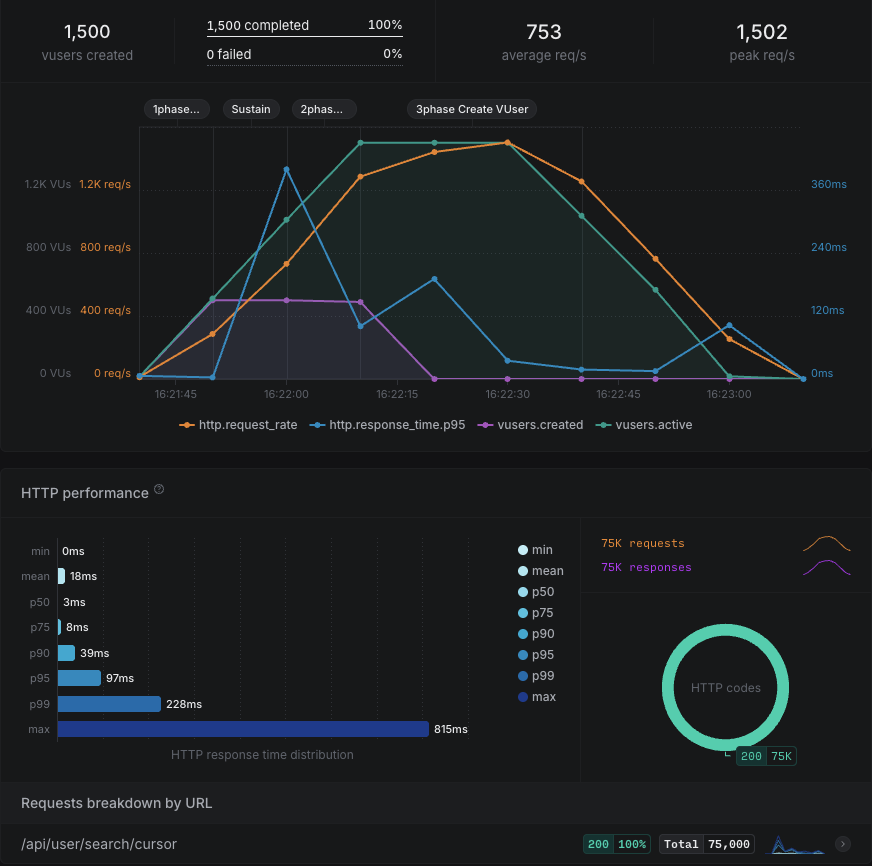 1,500
vusers created
1,500 completed 100%
0 failed 0%
753
average req/s
1,502
peak req/s
1phase... Sustain 2phas... 3phase Create VUser
1.2K VUs 1.2K req/s 360ms
800 VUs 800 req/s 240ms
400 VUs 400 req/s 120ms
0 VUs 0 req/s 0ms
16:21:45 16:22:00 16:22:15 16:22:30 16:22:45 16:23:00
http.request_rate http.response_time.p95 vusers.created vusers.active
HTTP performance ?
min 0ms
mean 18ms
p50 3ms
p75 8ms
p90 39ms
p95 97ms
p99 228ms
max 815ms
HTTP response time distribution
min
mean
p50
p75
p90
p95
p99
max
75K requests
75K responses
HTTP codes
200 75K
Requests breakdown by URL
/api/user/search/cursor 200 100% Total 75,000